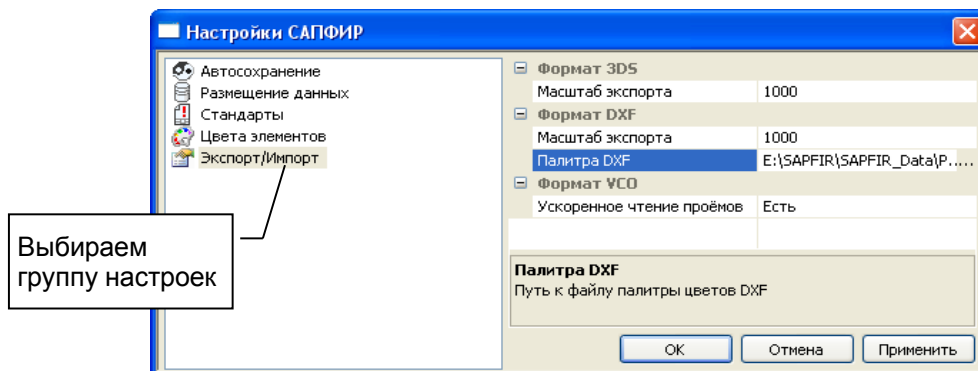 Настройки САПФИР
Автосохранение
Размещение данных
Стандарты
Цвета элементов
Экспорт/Импорт
Формат 3DS
Масштаб экспорта 1000
Формат DXF
Масштаб экспорта 1000
Палитра DXF E:\SAPFIR\SAPFIR_Data\P.....
Формат VCO
Ускоренное чтение проёмов Есть
Выбираем
группу настроек
Палитра DXF
Путь к файлу палитры цветов DXF
ОК Отмена Применить